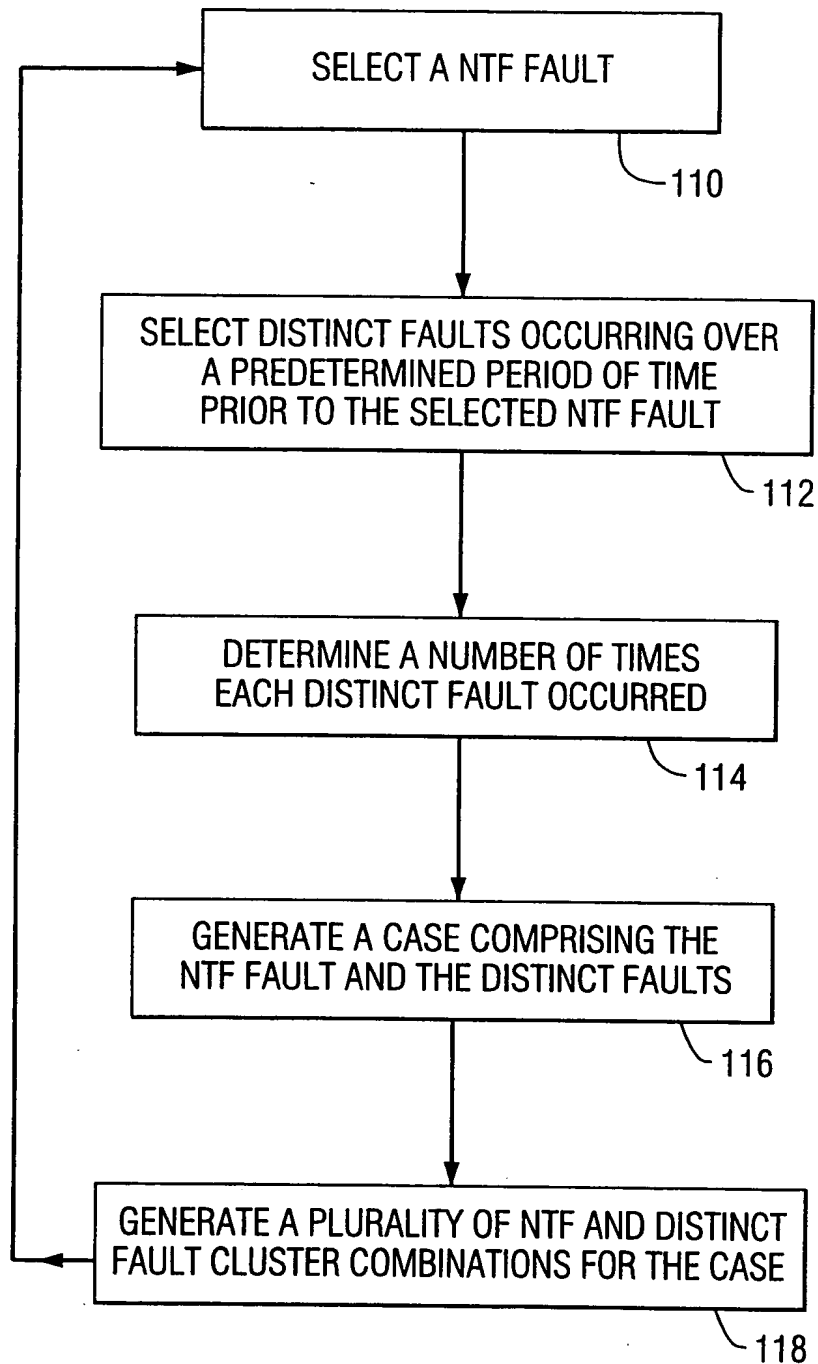 SELECT A NTF FAULT
110
SELECT DISTINCT FAULTS OCCURRING OVER
A PREDETERMINED PERIOD OF TIME
PRIOR TO THE SELECTED NTF FAULT
112
DETERMINE A NUMBER OF TIMES
EACH DISTINCT FAULT OCCURRED
114
GENERATE A CASE COMPRISING THE
NTF FAULT AND THE DISTINCT FAULTS
116
GENERATE A PLURALITY OF NTF AND DISTINCT
FAULT CLUSTER COMBINATIONS FOR THE CASE
118